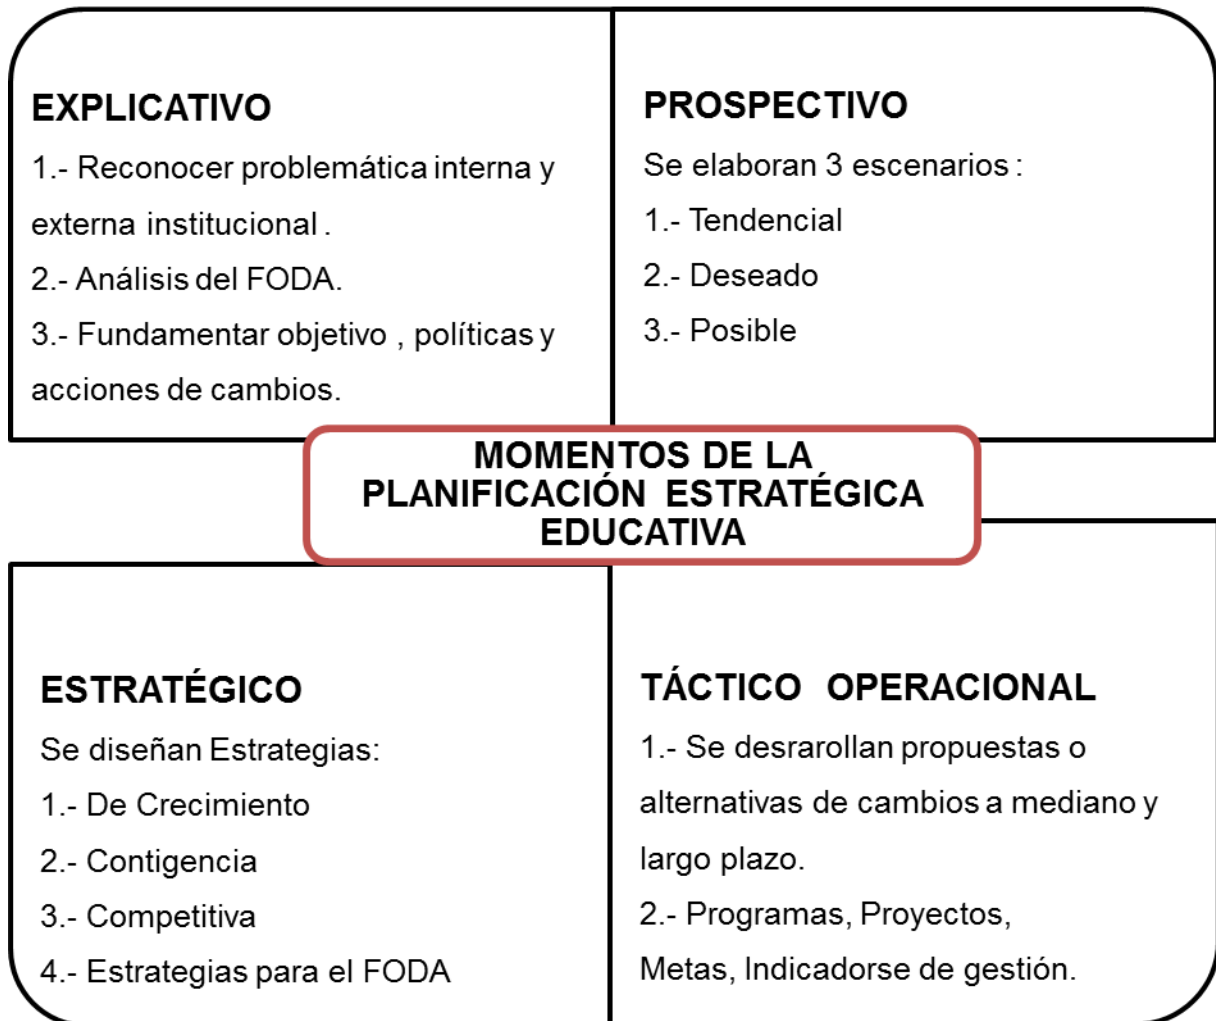 EXPLICATIVO
1.- Reconocer problemática interna y
externa institucional .
2.- Análisis del FODA.
3.- Fundamentar objetivo , políticas y
acciones de cambios.
PROSPECTIVO
Se elaboran 3 escenarios :
1.- Tendencial
2.- Deseado
3.- Posible
MOMENTOS DE LA
PLANIFICACIÓN ESTRATÉGICA
EDUCATIVA
ESTRATÉGICO
Se diseñan Estrategias:
1.- De Crecimiento
2.- Contigencia
3.- Competitiva
4.- Estrategias para el FODA
TÁCTICO OPERACIONAL
1.- Se desrarollan propuestas o
alternativas de cambios a mediano y
largo plazo.
2.- Programas, Proyectos,
Metas, Indicadorse de gestión.